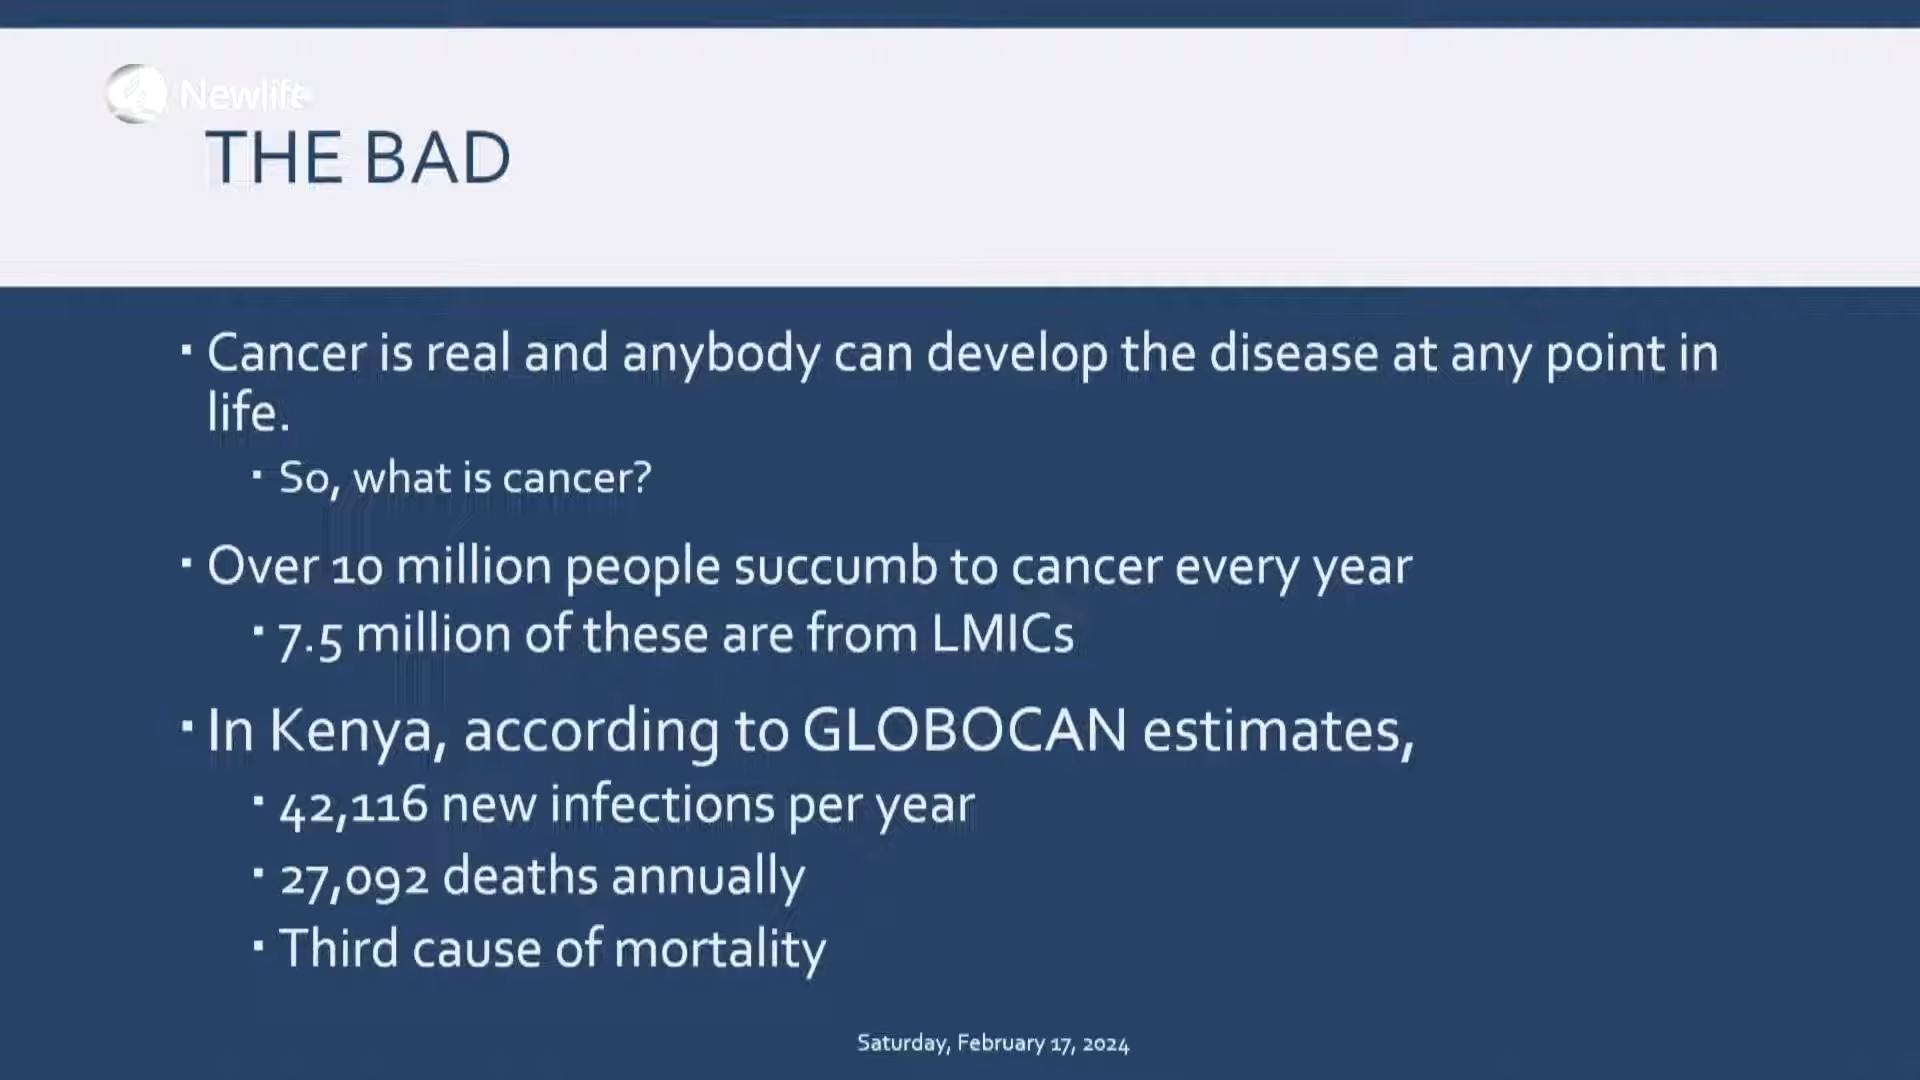 Newlife
THE BAD
▪ Cancer is real and anybody can develop the disease at any point in
life.
▪ So, what is cancer?
▪ Over 10 million people succumb to cancer every year
▪ 7.5 million of these are from LMICs
▪ In Kenya, according to GLOBOCAN estimates,
▪ 42,116 new infections per year
▪ 27,092 deaths annually
▪ Third cause of mortality
Saturday, February 17, 2024